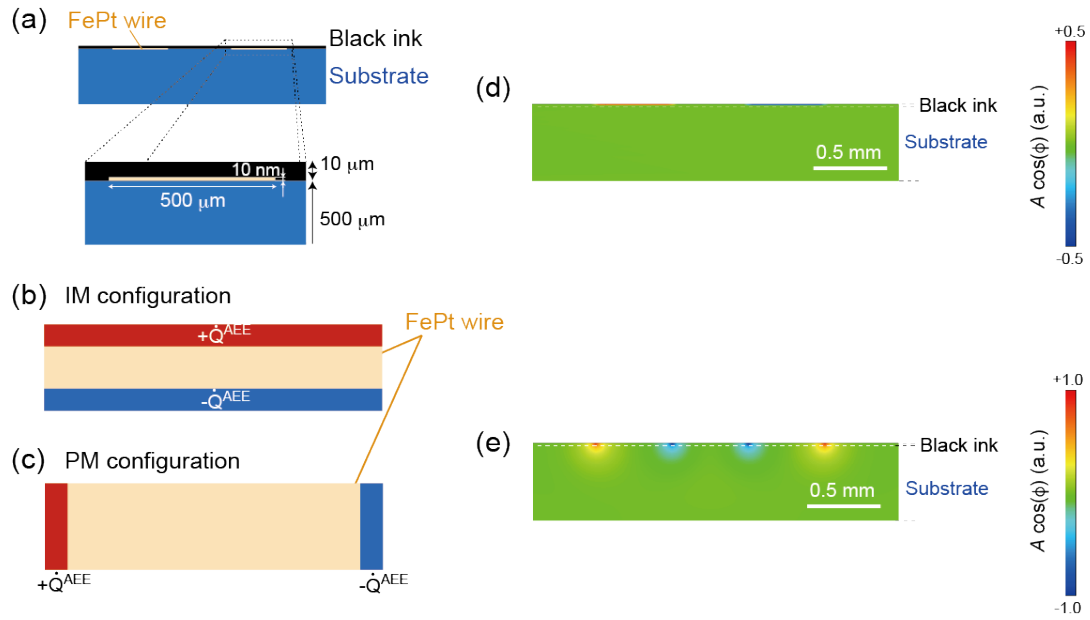 (a)
FePt wire
Black ink
Substrate
10 nm
10 μm
500 μm
500 μm
(b) IM configuration
FePt wire
+Q̇ᴬᴱᴱ
-Q̇ᴬᴱᴱ
(c) PM configuration
+Q̇ᴬᴱᴱ
-Q̇ᴬᴱᴱ
(d)
Black ink
Substrate
0.5 mm
+0.5
A cos(ϕ) (a.u.)
-0.5
(e)
Black ink
Substrate
0.5 mm
+1.0
A cos(ϕ) (a.u.)
-1.0